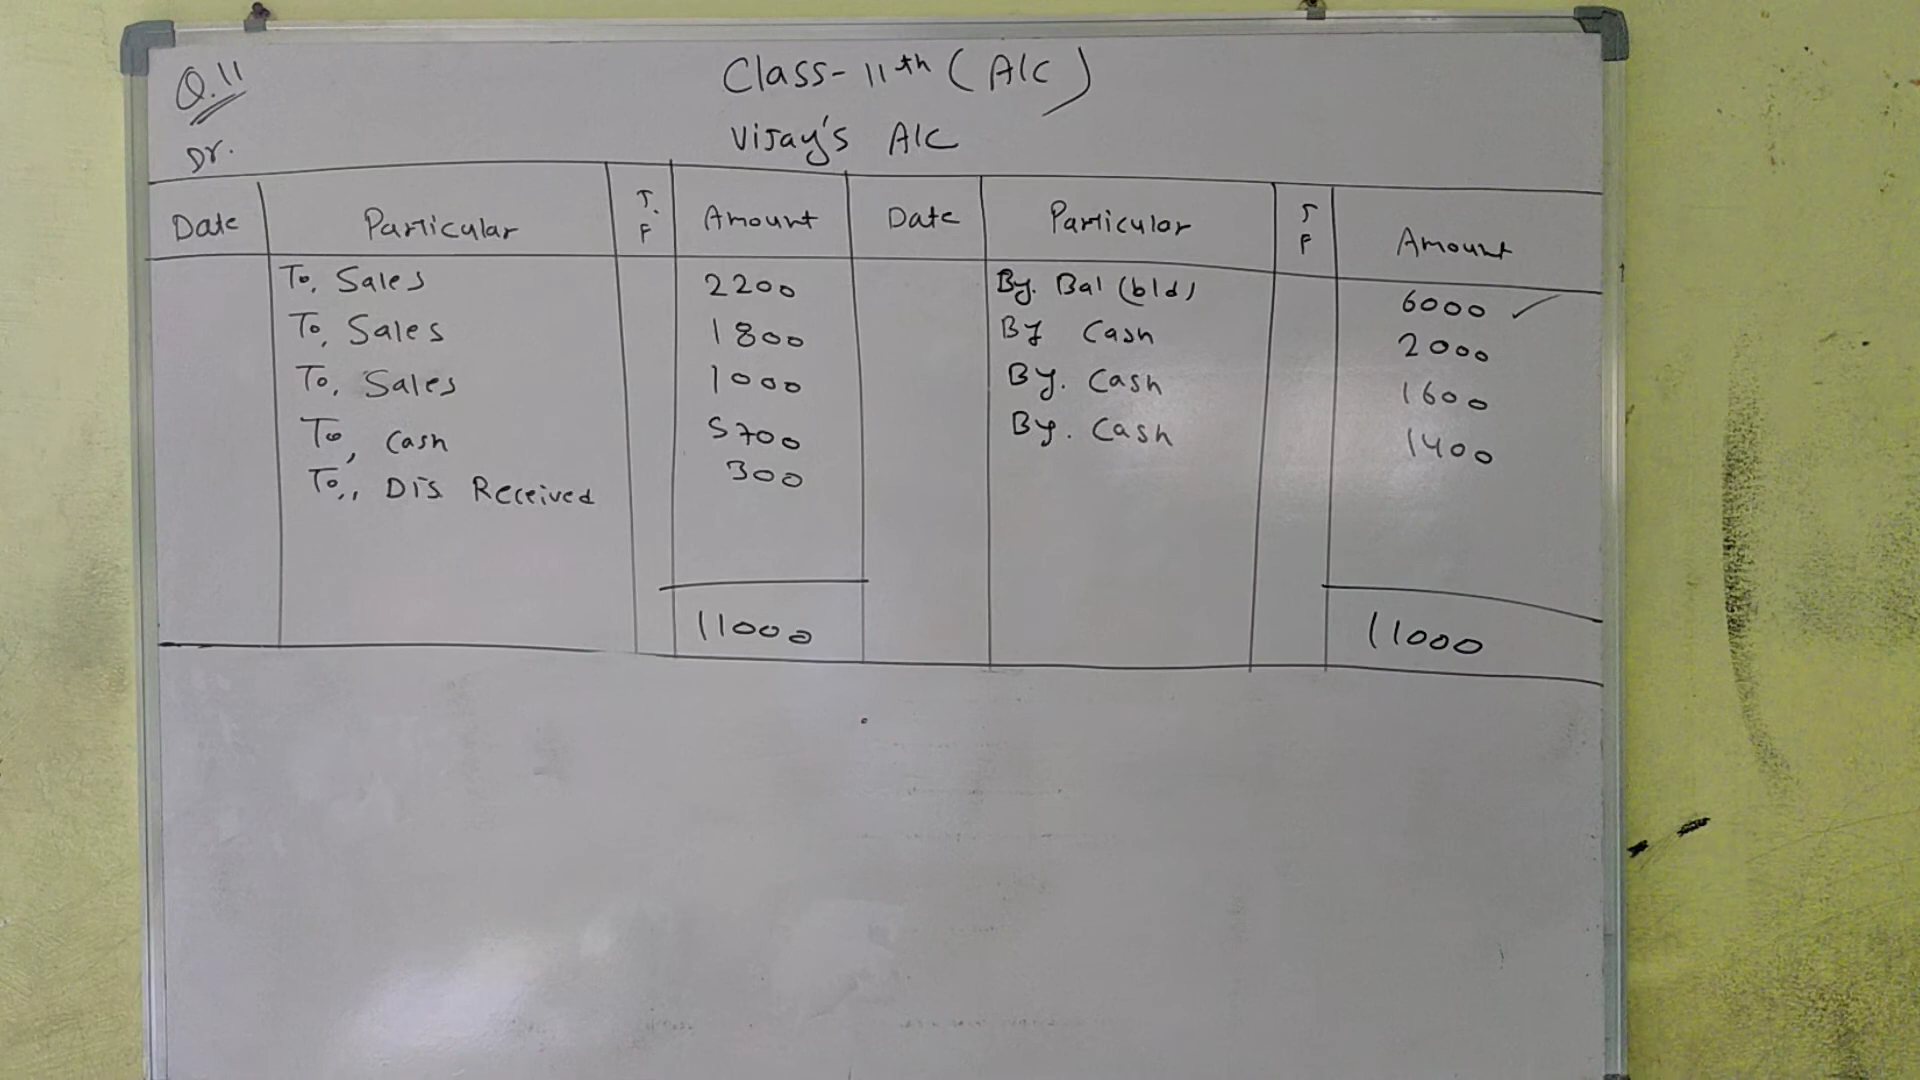 Q.11
Class-11th (A/C)
Dr.
Vijay's A/C
Date Particular J.F Amount Date Particular J F Amount
To, Sales 2200 By. Bal (b/d) 6000 ✓
To, Sales 1800 By Cash 2000
To, Sales 1000 By. Cash 1600
To, Cash 5700 By. Cash 1400
To,, Dis Received 300
11000 11000